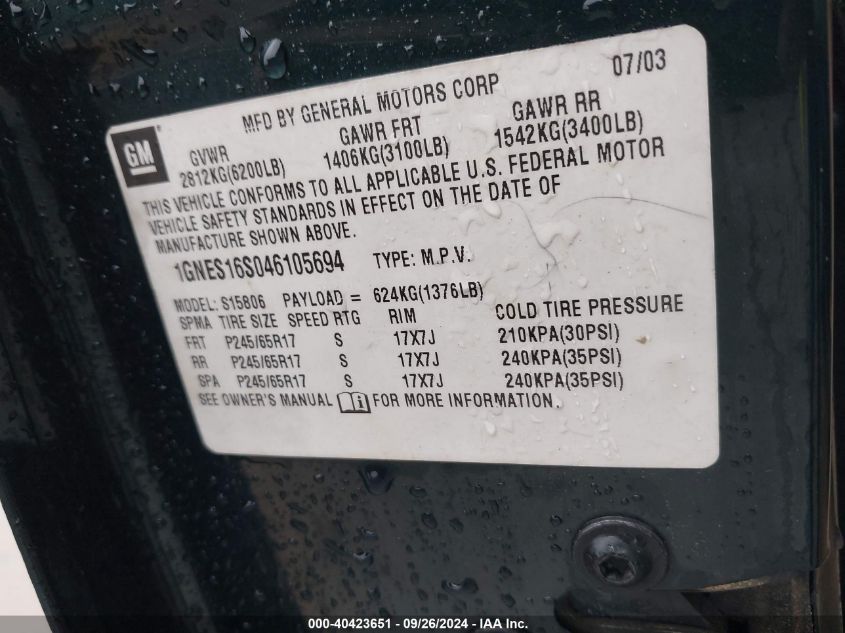 07/03
MFD BY GENERAL MOTORS CORP
GM
GVWR GAWR FRT GAWR RR
2812KG(6200LB) 1406KG(3100LB) 1542KG(3400LB)
THIS VEHICLE CONFORMS TO ALL APPLICABLE U.S. FEDERAL MOTOR
VEHICLE SAFETY STANDARDS IN EFFECT ON THE DATE OF
MANUFACTURE SHOWN ABOVE.
1GNES16S046105694 TYPE: M.P.V.
MODEL: S15806 PAYLOAD = 624KG(1376LB)
SPMA TIRE SIZE SPEED RTG RIM COLD TIRE PRESSURE
FRT P245/65R17 S 17X7J 210KPA(30PSI)
RR P245/65R17 S 17X7J 240KPA(35PSI)
SPA P245/65R17 S 17X7J 240KPA(35PSI)
SEE OWNER'S MANUAL i FOR MORE INFORMATION.
000-40423651 / 09/26/2024 - IAA Inc.